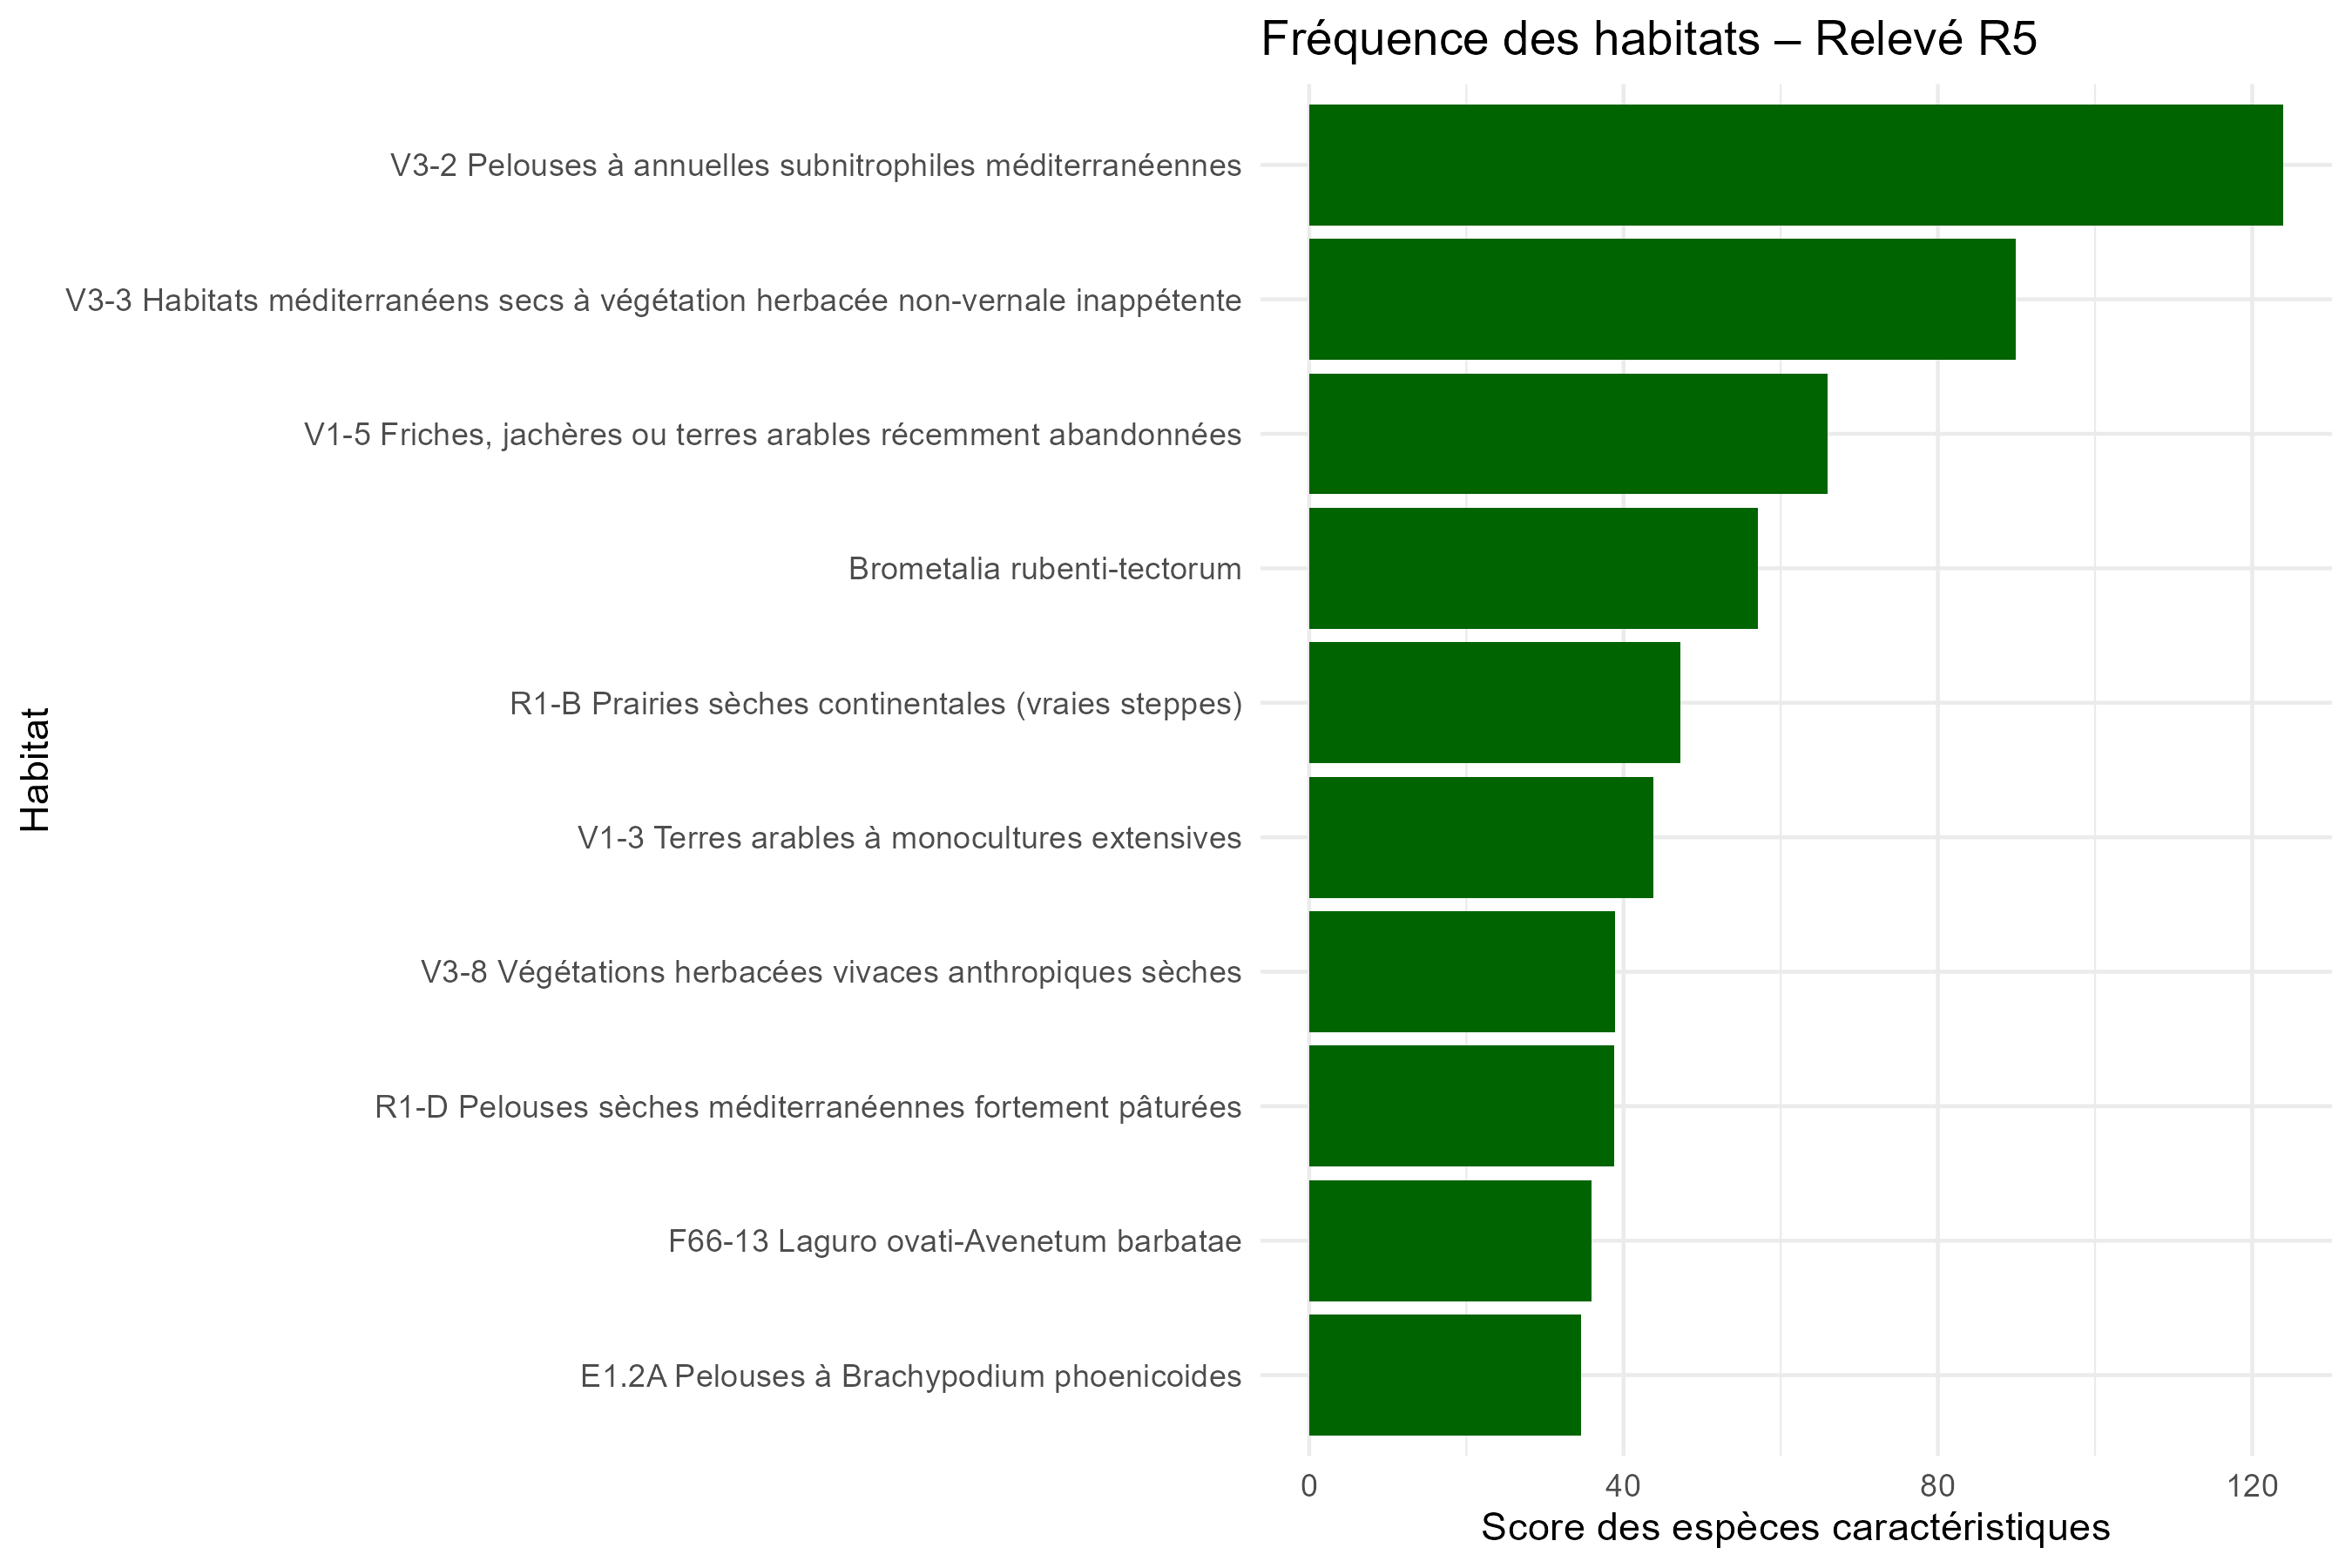 Fréquence des habitats – Relevé R5
V3-2 Pelouses à annuelles subnitrophiles méditerranéennes
V3-3 Habitats méditerranéens secs à végétation herbacée non-vernale inappétente
V1-5 Friches, jachères ou terres arables récemment abandonnées
Brometalia rubenti-tectorum
R1-B Prairies sèches continentales (vraies steppes)
V1-3 Terres arables à monocultures extensives
V3-8 Végétations herbacées vivaces anthropiques sèches
R1-D Pelouses sèches méditerranéennes fortement pâturées
F66-13 Laguro ovati-Avenetum barbatae
E1.2A Pelouses à Brachypodium phoenicoides
Habitat
0 40 80 120
Score des espèces caractéristiques